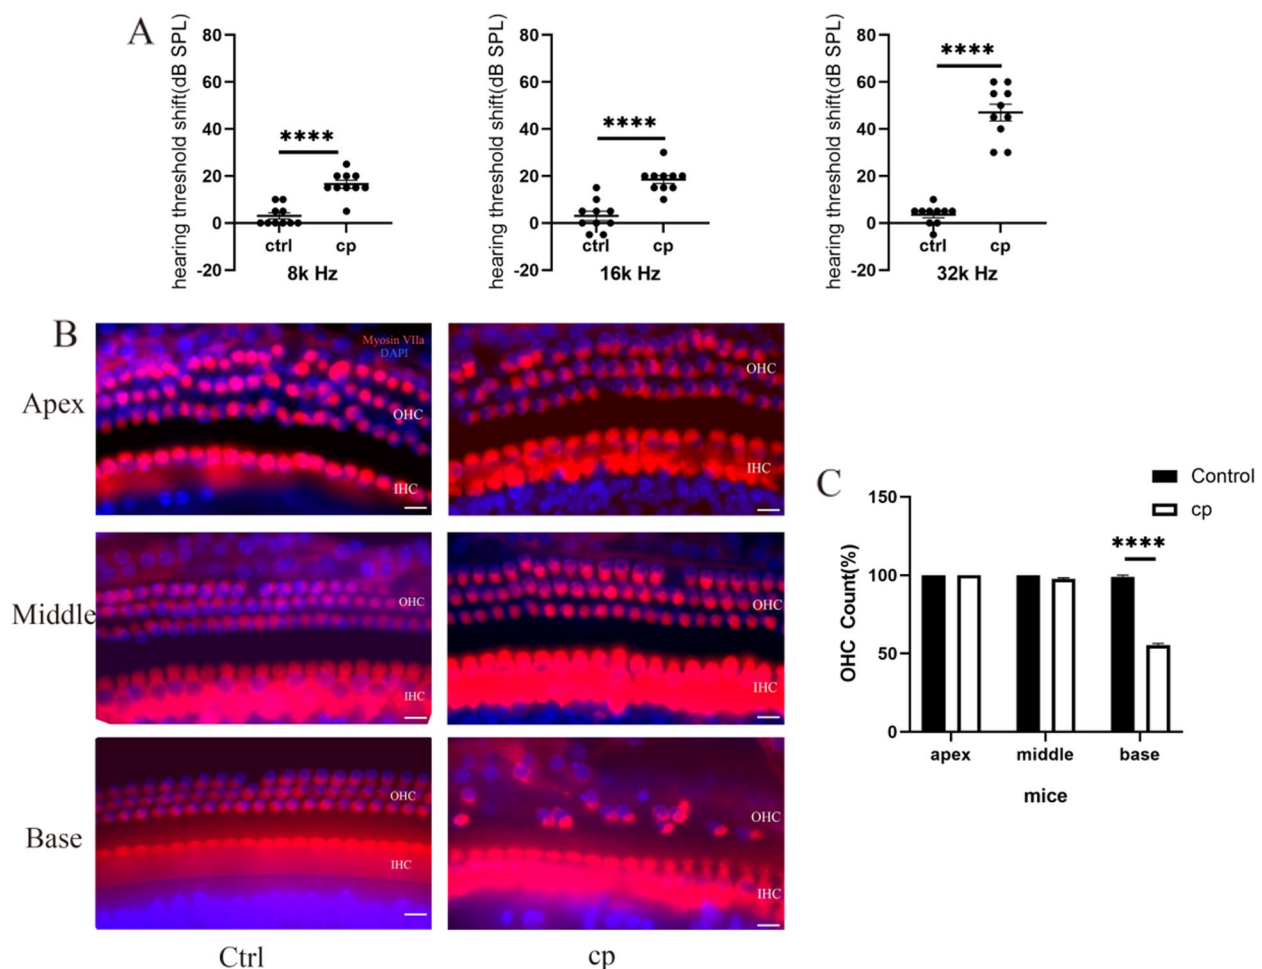 A
hearing threshold shift(dB SPL)
80
60
40
20
0
-20
****
ctrl
cp
8k Hz
hearing threshold shift(dB SPL)
80
60
40
20
0
-20
****
ctrl
cp
16k Hz
hearing threshold shift(dB SPL)
80
60
40
20
0
-20
****
ctrl
cp
32k Hz
B
Apex
Myosin VIIa
DAPI
OHC
IHC
OHC
IHC
Middle
OHC
IHC
OHC
IHC
Base
OHC
IHC
OHC
IHC
Ctrl
cp
C
Control
cp
OHC Count(%)
150
100
50
0
****
apex
middle
base
mice